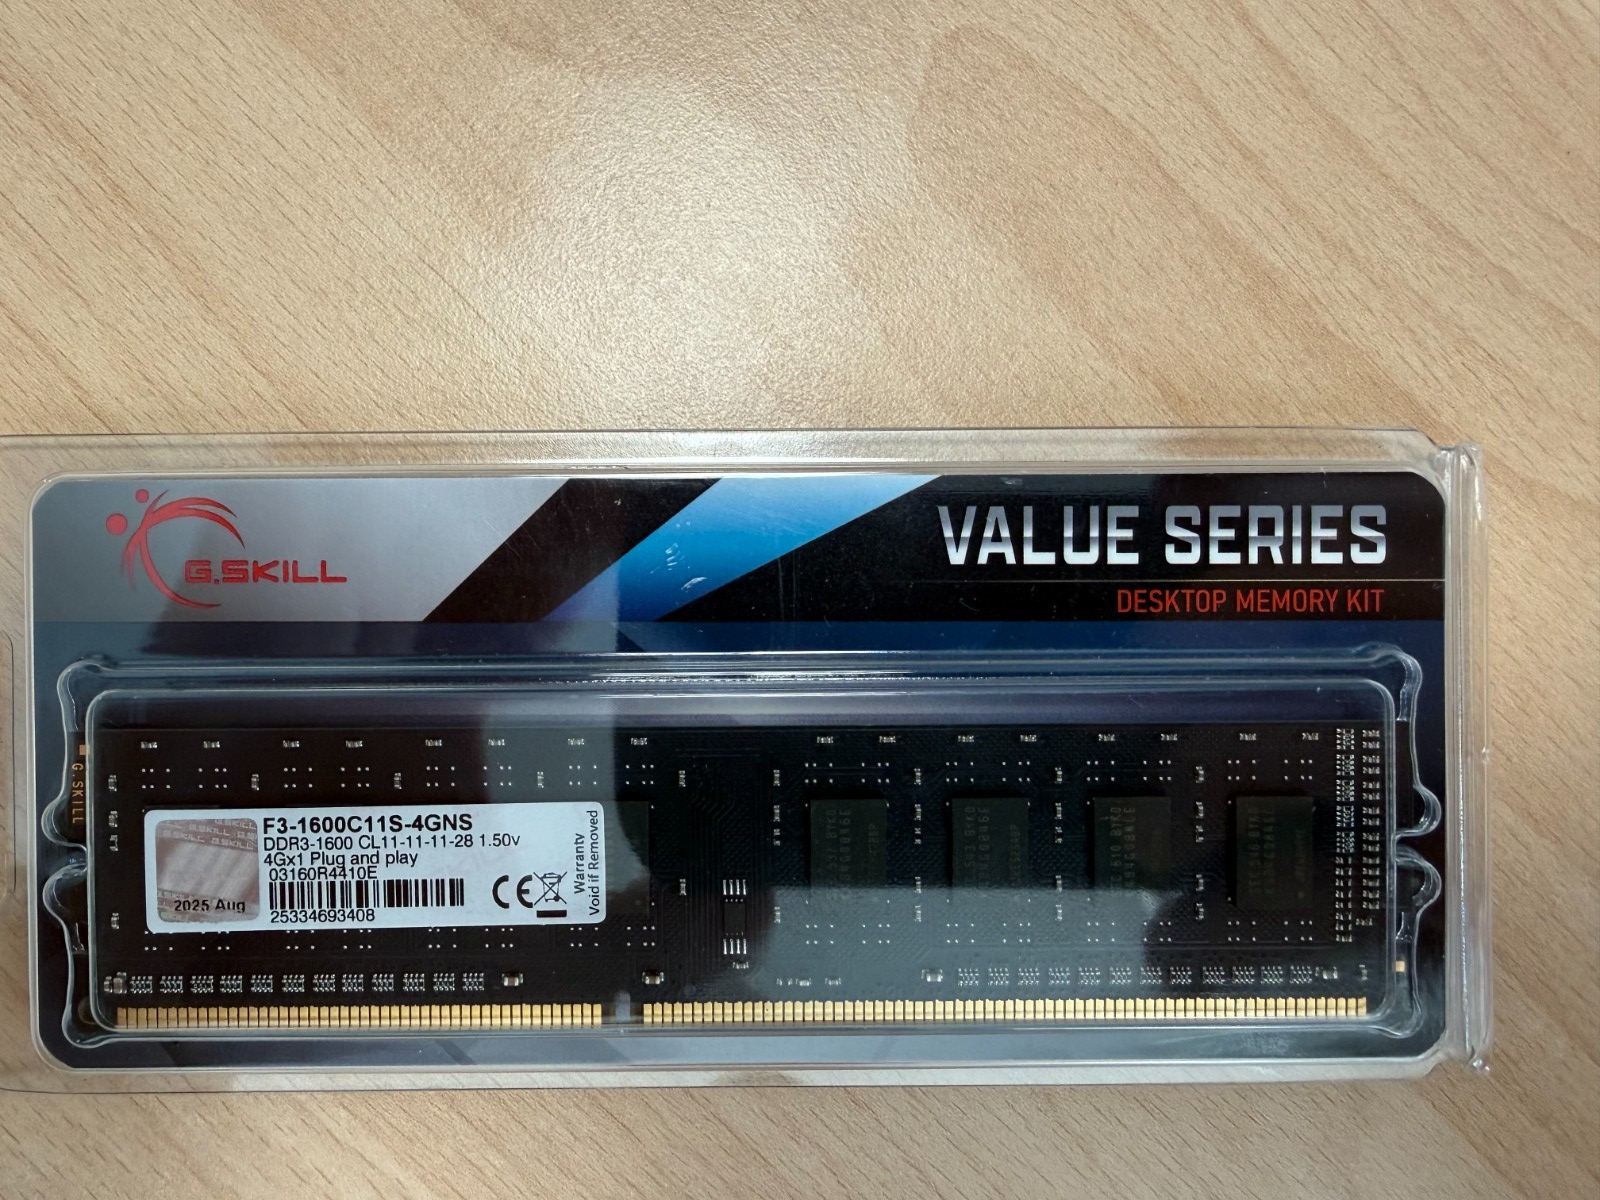 G.SKILL
VALUE SERIES
DESKTOP MEMORY KIT
G.SKILL
F3-1600C11S-4GNS
DDR3-1600 CL11-11-11-28 1.50v
4Gx1 Plug and play
03160R4410E
25334693408
2025 Aug
Warranty
Void if Removed